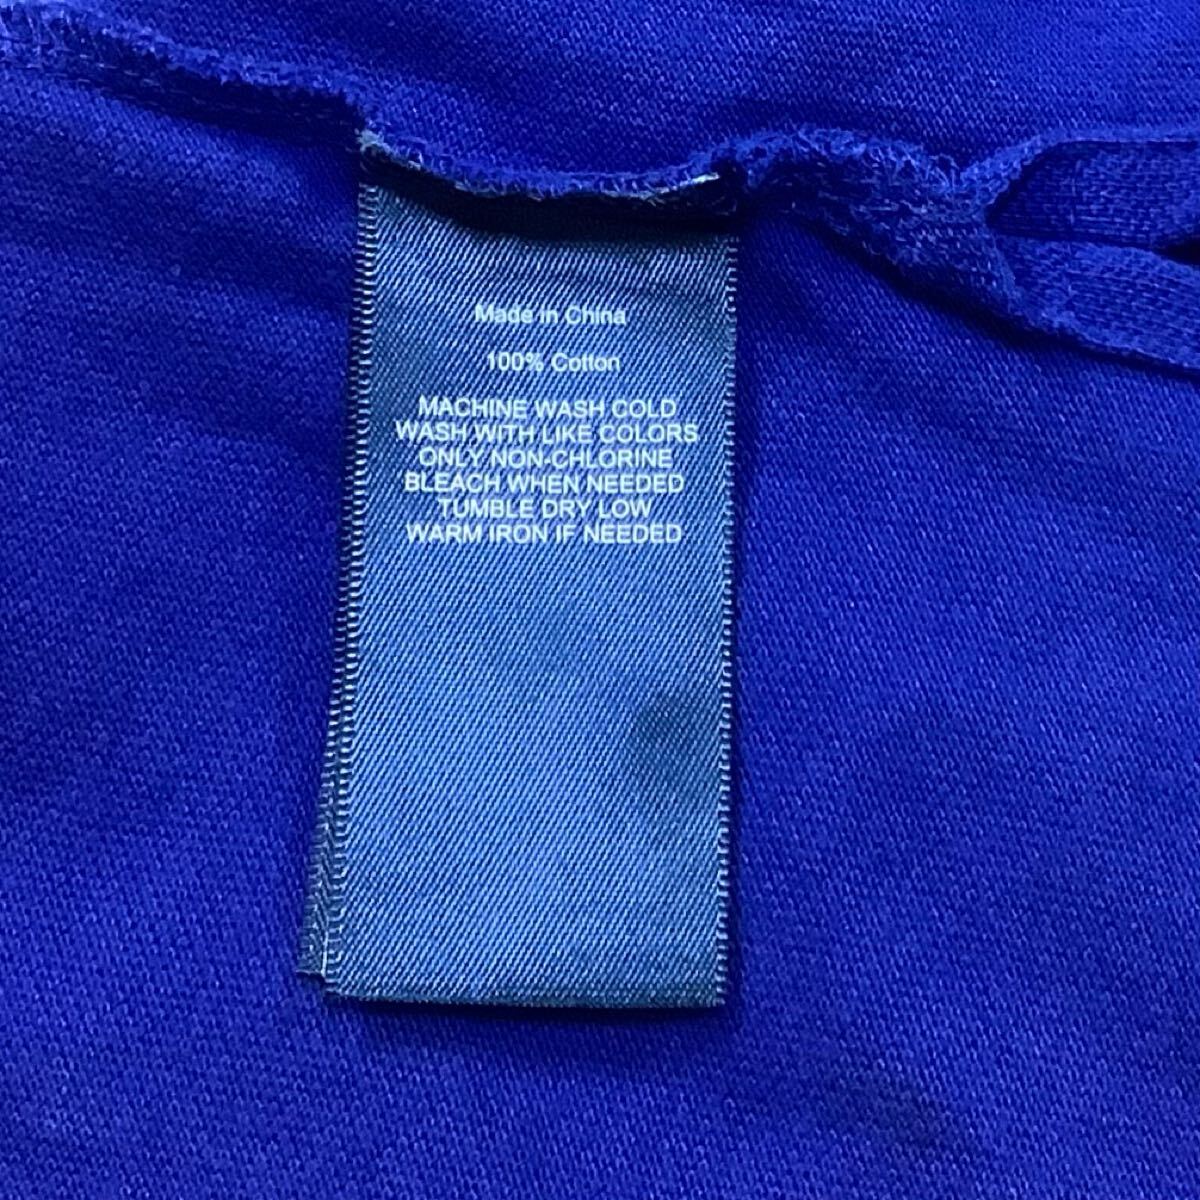 Made in China
100% Cotton
MACHINE WASH COLD
WASH WITH LIKE COLORS
ONLY NON-CHLORINE
BLEACH WHEN NEEDED
TUMBLE DRY LOW
WARM IRON IF NEEDED